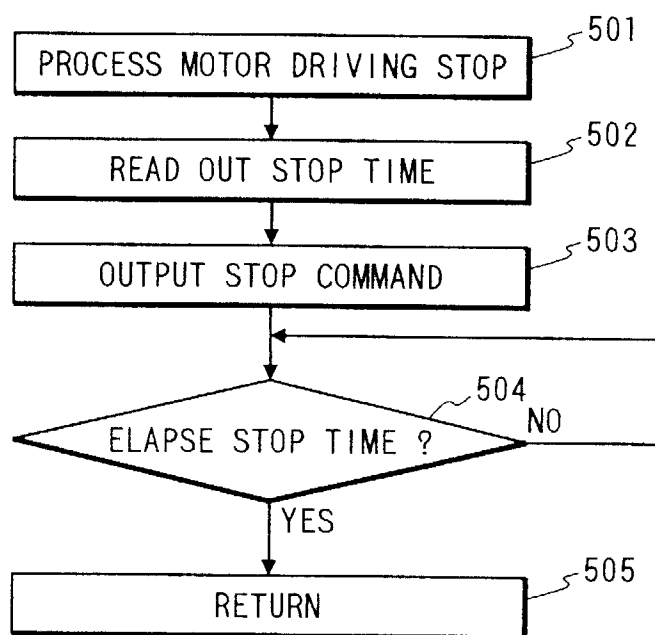 501
PROCESS MOTOR DRIVING STOP
502
READ OUT STOP TIME
503
OUTPUT STOP COMMAND
504
ELAPSE STOP TIME ?
NO
YES
505
RETURN